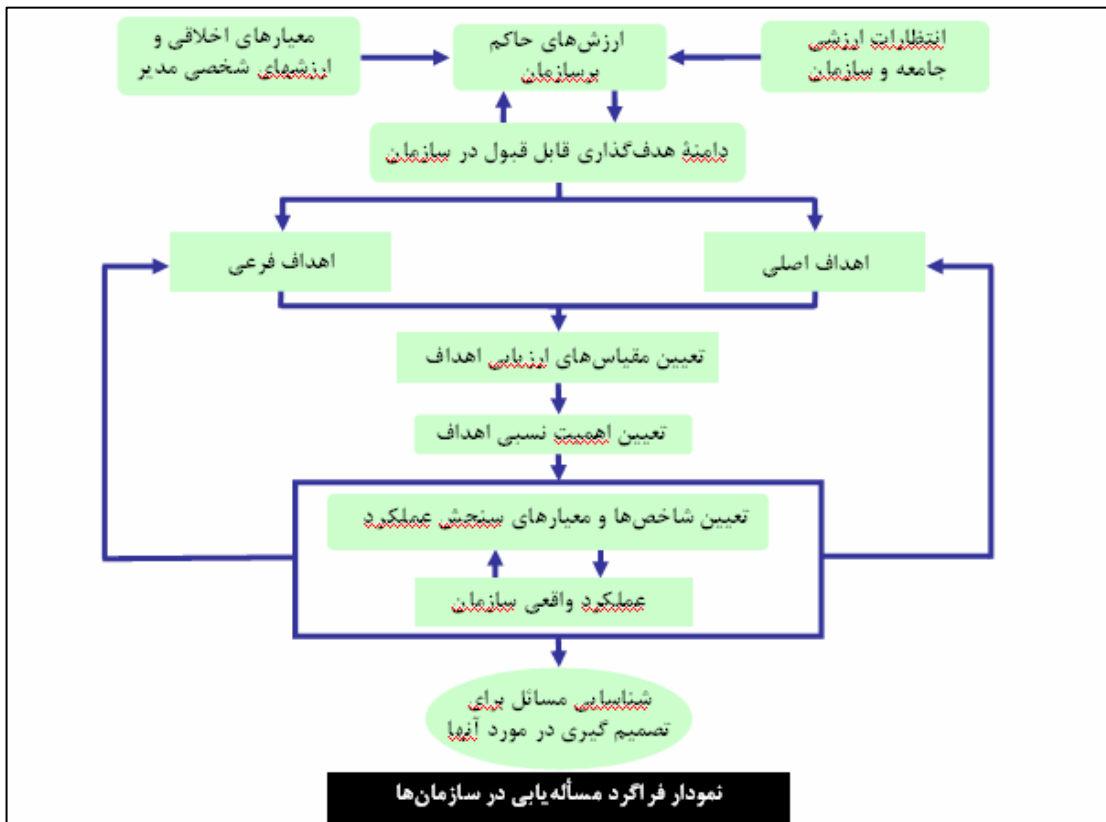 انتظارات ارزشی
جامعه و سازمان
ارزش‌های حاکم
برسازمان
معیارهای اخلاقی و
ارزشهای شخصی مدیر
دامنهٔ هدف‌گذاری قابل قبول در سازمان
اهداف اصلی
اهداف فرعی
تعیین مقیاس‌های ارزیابی اهداف
تعیین اهمیت نسبی اهداف
تعیین شاخص‌ها و معیارهای سنجش عملکرد
عملکرد واقعی سازمان
شناسایی مسائل برای
تصمیم گیری در مورد آنها
نمودار فراگرد مسأله‌یابی در سازمان‌ها